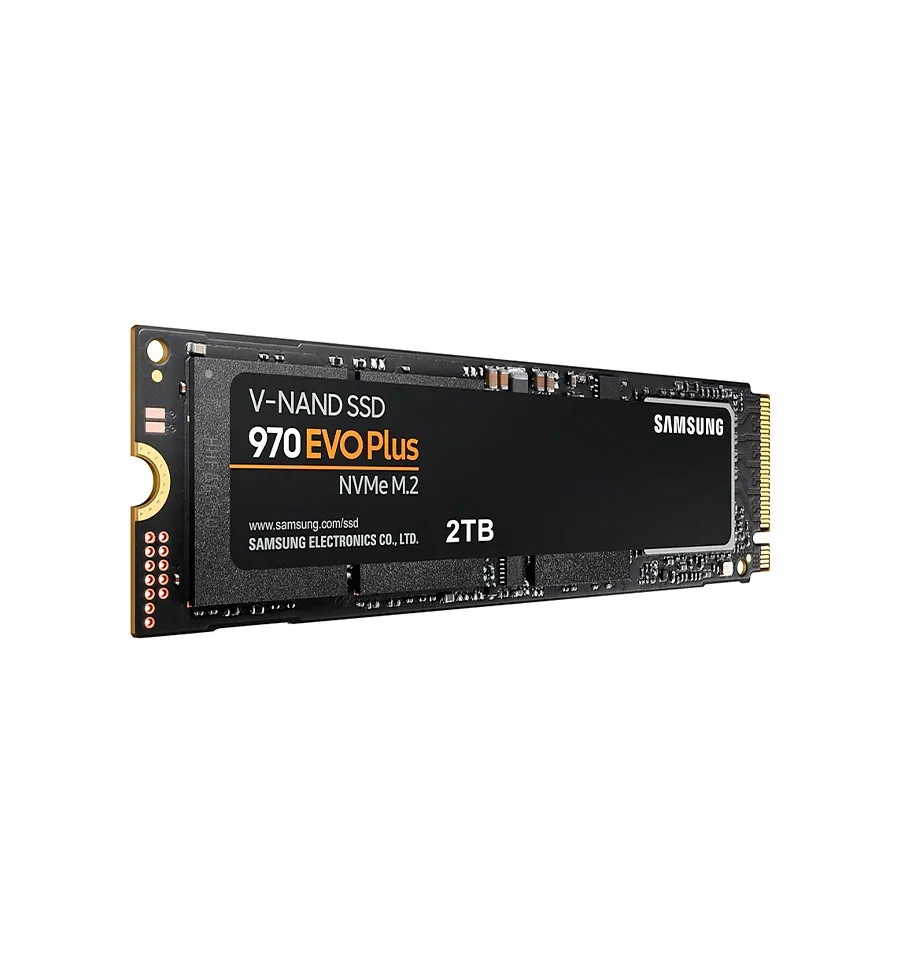 V-NAND SSD
970 EVO Plus
NVMe M.2
www.samsung.com/ssd
SAMSUNG ELECTRONICS CO., LTD.
2TB
SAMSUNG